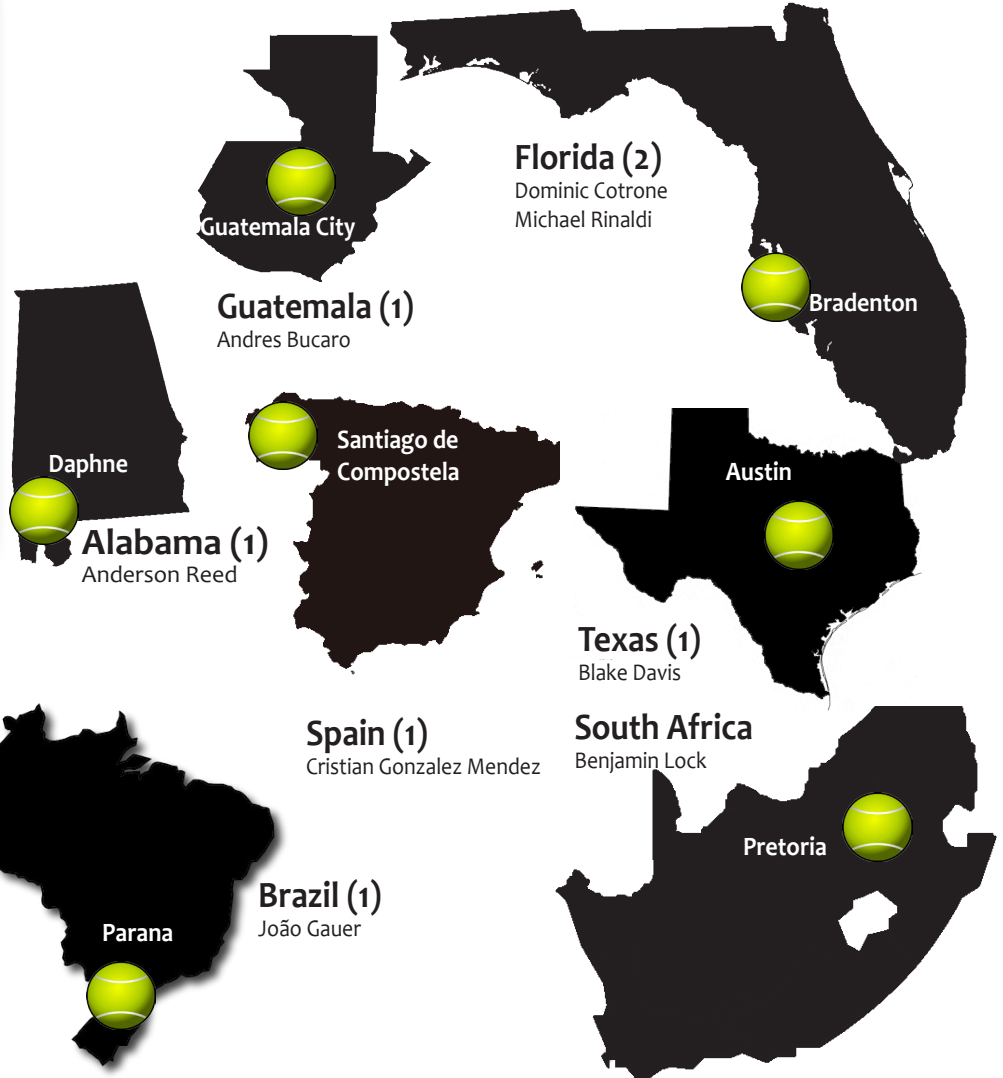 Florida (2)
Dominic Cotrone
Michael Rinaldi
Bradenton
Guatemala City
Guatemala (1)
Andres Bucaro
Daphne
Alabama (1)
Anderson Reed
Santiago de
Compostela
Spain (1)
Cristian Gonzalez Mendez
Austin
Texas (1)
Blake Davis
South Africa
Benjamin Lock
Pretoria
Brazil (1)
João Gauer
Parana